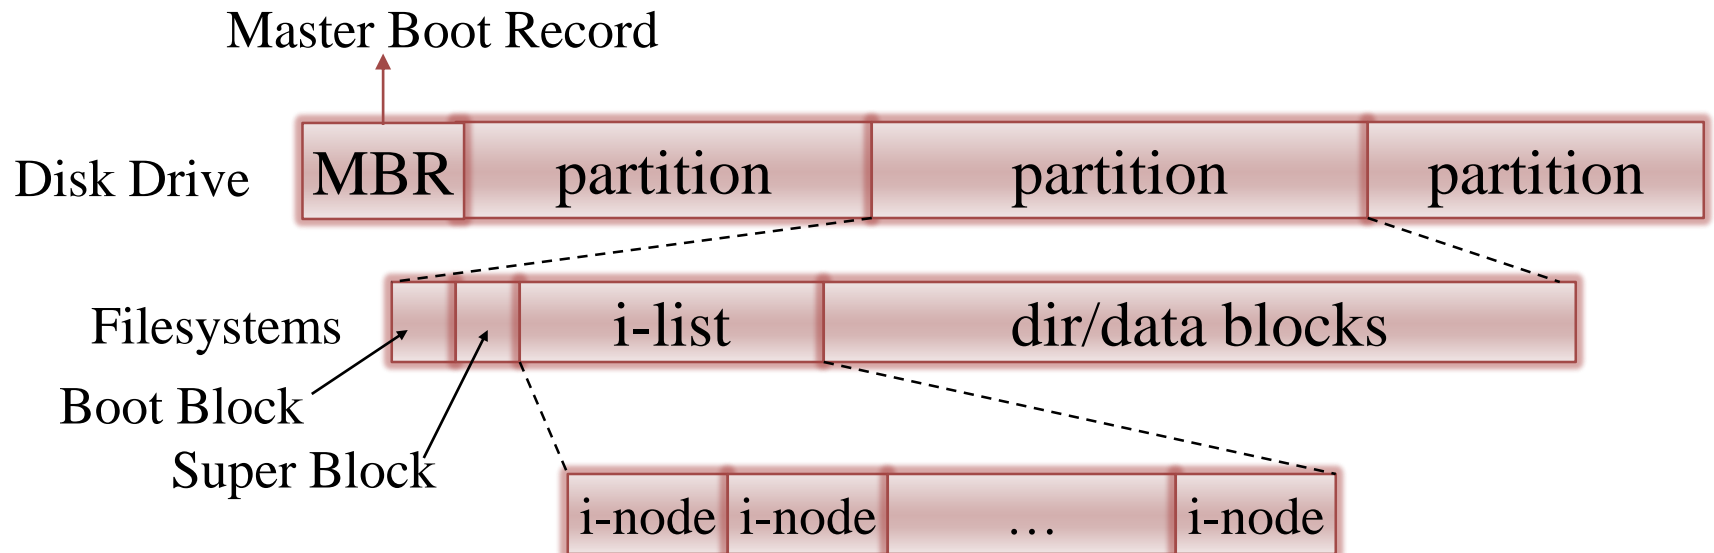 Master Boot Record
Disk Drive MBR partition partition partition
Filesystems i-list dir/data blocks
Boot Block
Super Block
i-node i-node … i-node